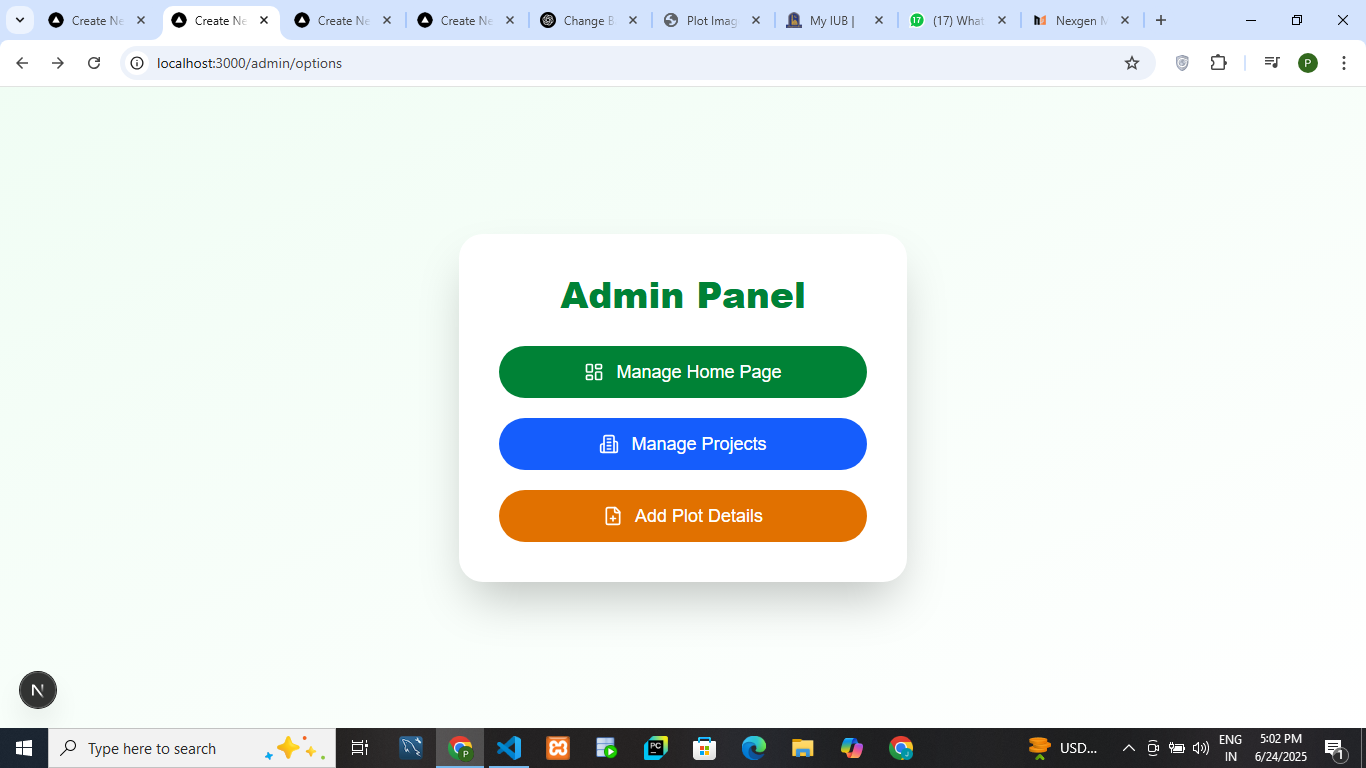 Create Ne
Create Ne
Create Ne
Create Ne
Change B
Plot Imag
My IUB |
17
(17) What
Nexgen M
localhost:3000/admin/options
P
Admin Panel
Manage Home Page
Manage Projects
Add Plot Details
N
Type here to search
P
PC
USD...
ENG
IN
5:02 PM
6/24/2025
1